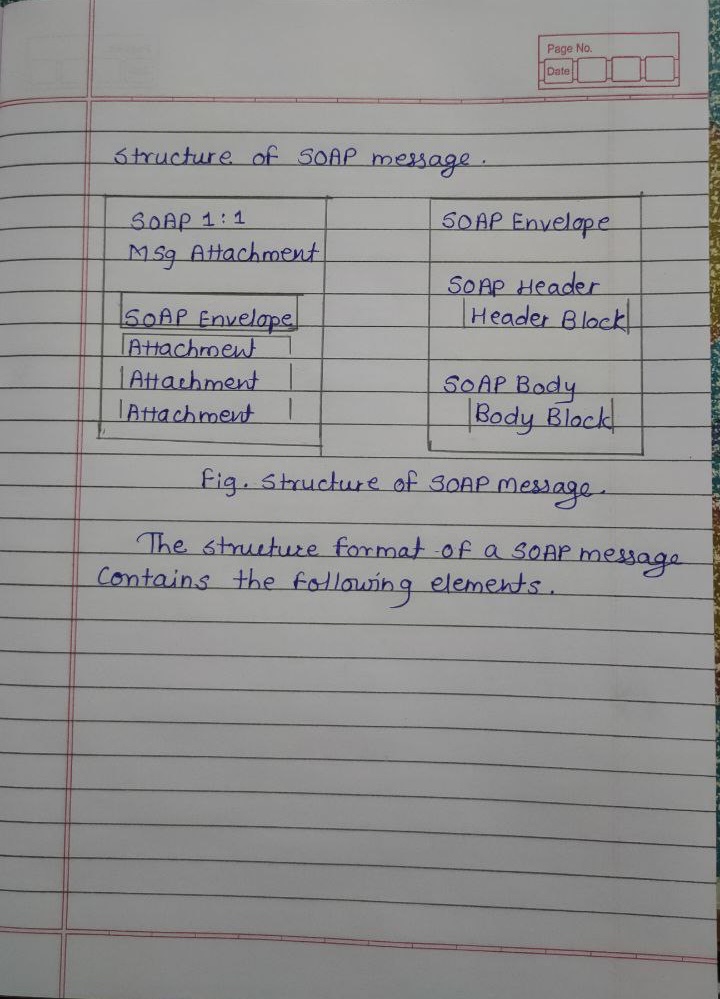 Page No.
Date
Structure of SOAP message.
SOAP 1:1
Msg Attachment
SOAP Envelope
Attachment
Attachment
Attachment
SOAP Envelope
SOAP Header
Header Block
SOAP Body
Body Block
Fig. Structure of SOAP message.
The structure format of a SOAP message
contains the following elements.